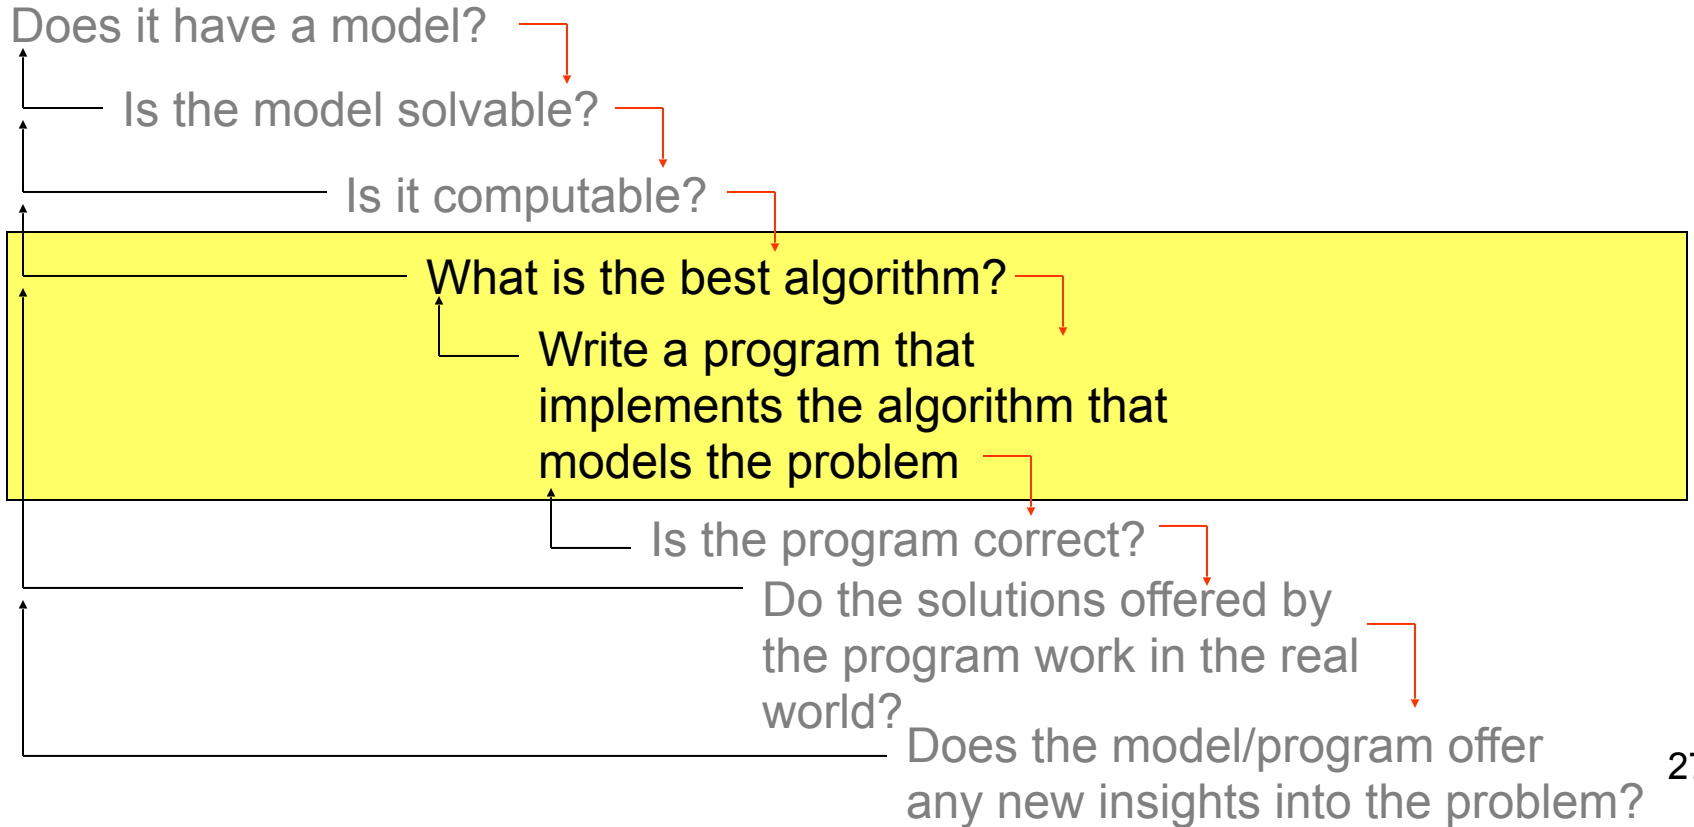 Does it have a model?
Is the model solvable?
Is it computable?
What is the best algorithm?
Write a program that
implements the algorithm that
models the problem
Is the program correct?
Do the solutions offered by
the program work in the real
world?
Does the model/program offer
any new insights into the problem?
27